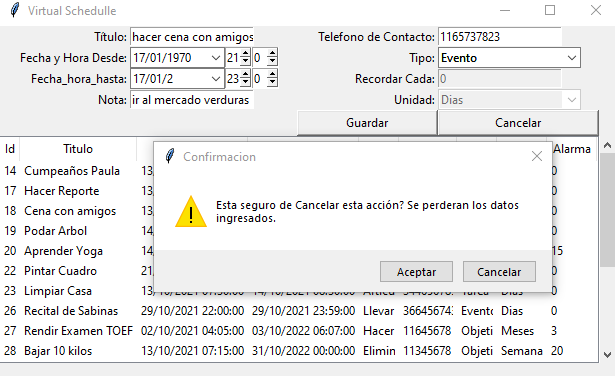 Virtual Schedulle
Título: hacer cena con amigos Telefono de Contacto: 1165737823
Fecha y Hora Desde: 17/01/1970 21 0 Tipo: Evento
Fecha_hora_hasta: 17/01/2 23 0 Recordar Cada: 0
Nota: ir al mercado verduras Unidad: Dias
Guardar Cancelar
Id Titulo Alarma
14 Cumpeaños Paula 13/ 0
17 Hacer Reporte 13/ 0
18 Cena con amigos 13/ 0
19 Podar Arbol 14/ 0
20 Aprender Yoga 14/ 15
22 Pintar Cuadro 21/ 0
23 Limpiar Casa 0
26 Recital de Sabinas 29/10/2021 22:00:00 29/10/2021 23:59:00 Llevar 366456743 Evento Dias 0
27 Rendir Examen TOEF 02/10/2021 04:05:00 03/10/2022 06:07:00 Hacer 11645678 Objeti Meses 3
28 Bajar 10 kilos 13/10/2021 07:15:00 31/10/2022 00:00:00 Elimin 11345678 Objeti Semana 20
Confirmacion
Esta seguro de Cancelar esta acción? Se perderan los datos
ingresados.
Aceptar Cancelar